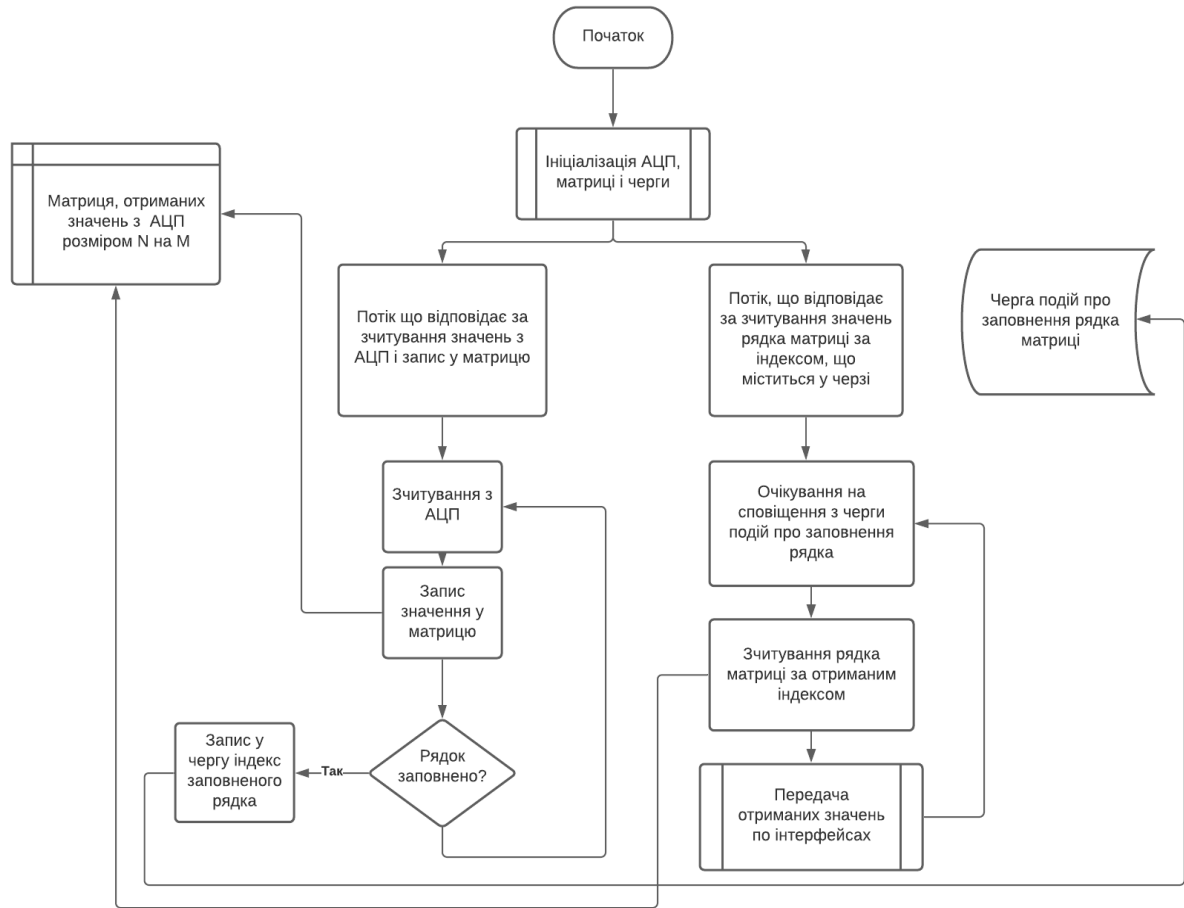 Початок
Ініціалізація АЦП,
матриці і черги
Матриця, отриманих
значень з АЦП
розміром N на M
Потік що відповідає за
зчитування значень з
АЦП і запис у матрицю
Потік, що відповідає
за зчитування значень
рядка матриці за
індексом, що
міститься у черзі
Черга подій про
заповнення рядка
матриці
Зчитування з
АЦП
Очікування на
сповіщення з черги
подій про заповнення
рядка
Запис
значення у
матрицю
Зчитування рядка
матриці за отриманим
індексом
Запис у
чергу індекс
заповненого
рядка
Так
Рядок
заповнено?
Передача
отриманих значень
по інтерфейсах